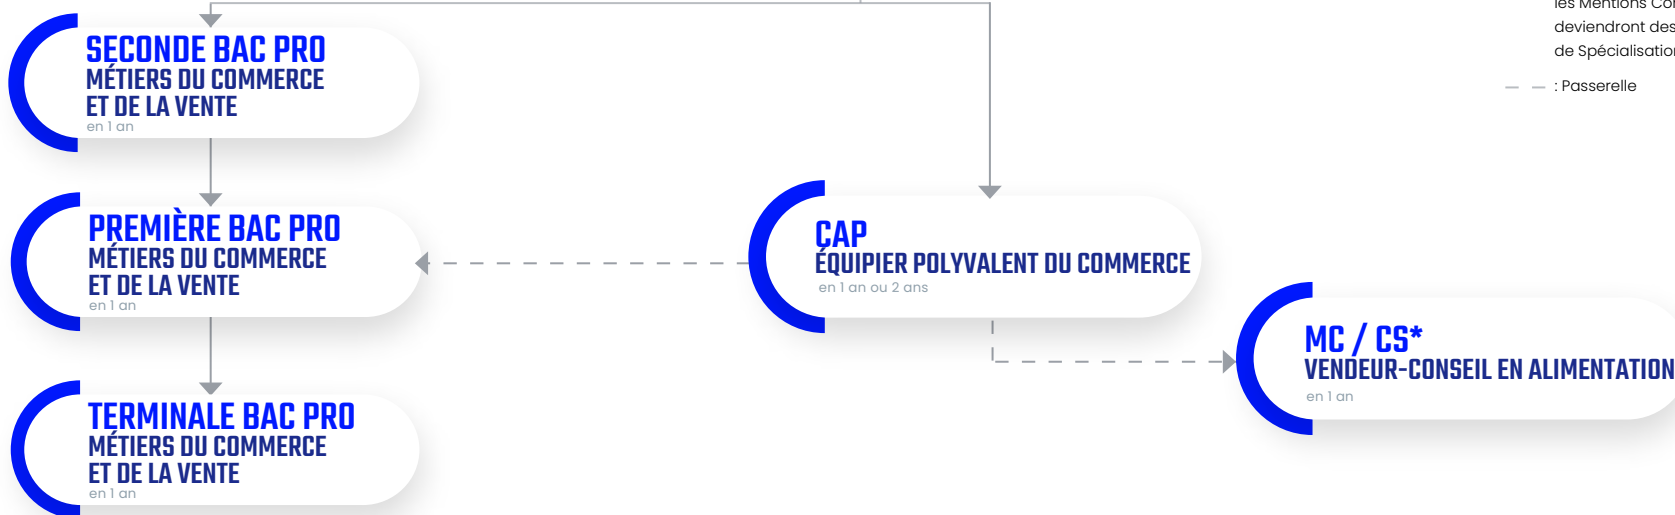 les Mentions
deviendront des
de
: Passerelle
SECONDE BAC PRO
MÉTIERS DU COMMERCE
ET DE LA VENTE
en 1 an
PREMIÈRE BAC PRO
MÉTIERS DU COMMERCE
ET DE LA VENTE
en 1 an
CAP
ÉQUIPIER POLYVALENT DU COMMERCE
en 1 an ou 2 ans
MC / CS*
VENDEUR-CONSEIL EN ALIMENTATION
en 1 an
TERMINALE BAC PRO
MÉTIERS DU COMMERCE
ET DE LA VENTE
en 1 an